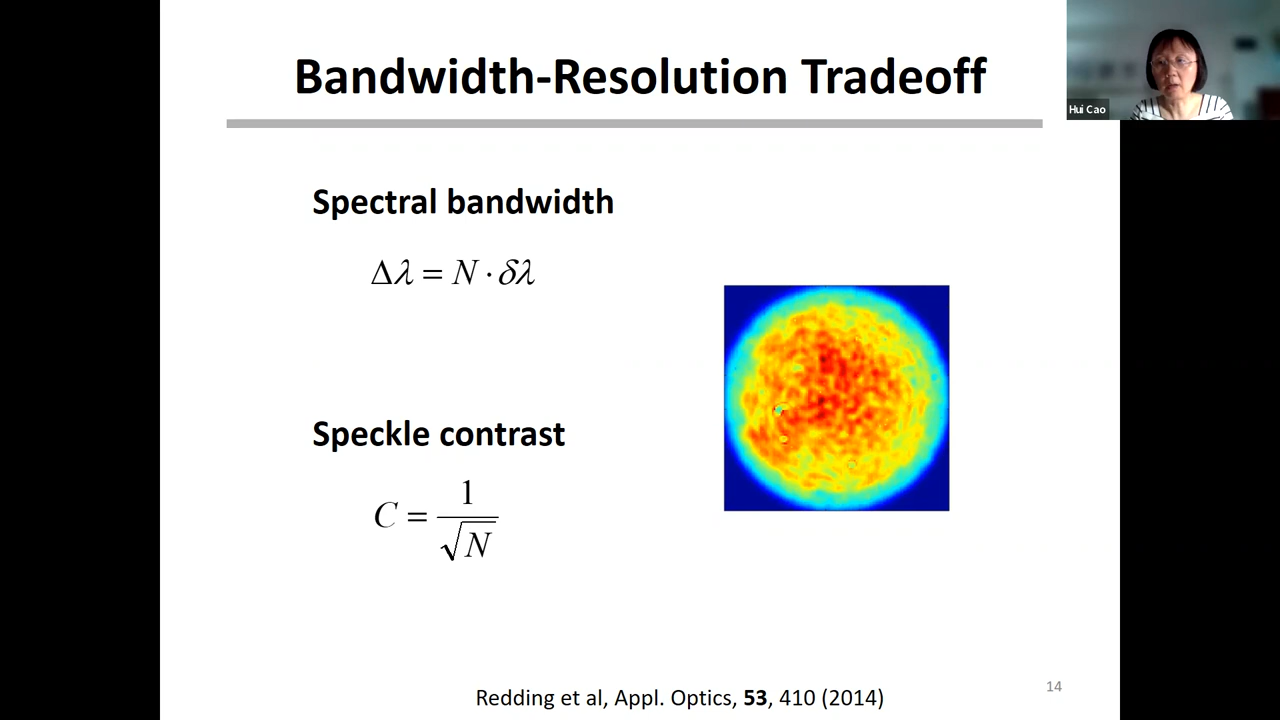 Bandwidth-Resolution Tradeoff
Hui Cao
Spectral bandwidth
Δλ = N · δλ
Speckle contrast
C = 1/√N
Redding et al, Appl. Optics, 53, 410 (2014)
14